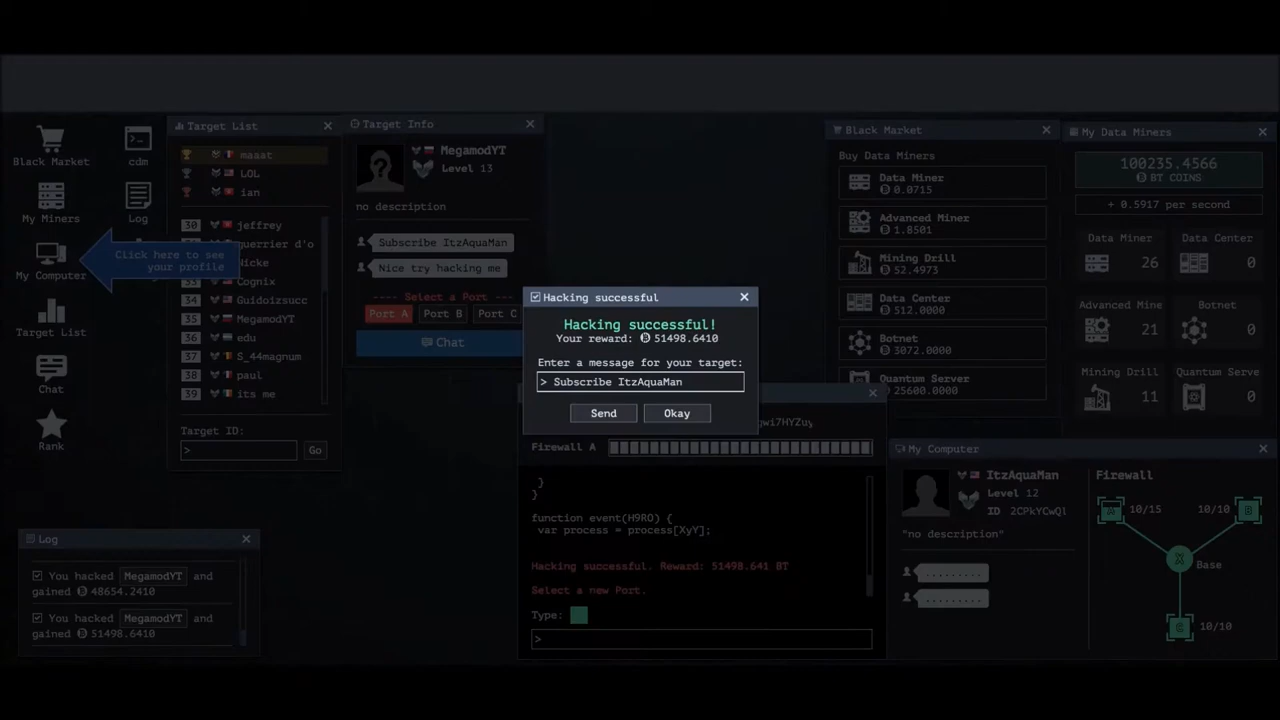 Black Market
cdm
My Miners
Log
Click here to see
your profile
My Computer
Target List
Chat
Rank
Target List
maaat
LOL
ian
30 jeffrey
guerrier d'o
Nicke
33 Cognix
34 Guidoizsucc
35 MegamodYT
36 edu
37 S_44magnum
38 paul
39 its me
Target ID:
>
Go
Target Info
MegamodYT
Level 13
no description
Subscribe ItzAquaMan
Nice try hacking me
---- Select a Port
Port A
Port B
Port C
Chat
Hacking successful
Hacking successful!
Your reward: 51498.6410
Enter a message for your target:
> Subscribe ItzAquaMan
Send
Okay
Firewall A
}
}
function event(H9RO) {
var process = process[XyY];
Hacking successful. Reward: 51498.641 BT
Select a new Port.
Type:
>
Black Market
Buy Data Miners
Data Miner
0.0715
Advanced Miner
1.8501
Mining Drill
52.4973
Data Center
512.0000
Botnet
3072.0000
Quantum Server
25600.0000
My Data Miners
100235.4566
BT COINS
+ 0.5917 per second
Data Miner
26
Data Center
0
Advanced Mine
21
Botnet
0
Mining Drill
11
Quantum Serve
0
My Computer
ItzAquaMan
Level 12
ID 2CPkYCwQl
"no description"
.........
.........
Firewall
A 10/15
10/10 B
X Base
C 10/10
Log
You hacked MegamodYT and
gained 48654.2410
You hacked MegamodYT and
gained 51498.6410